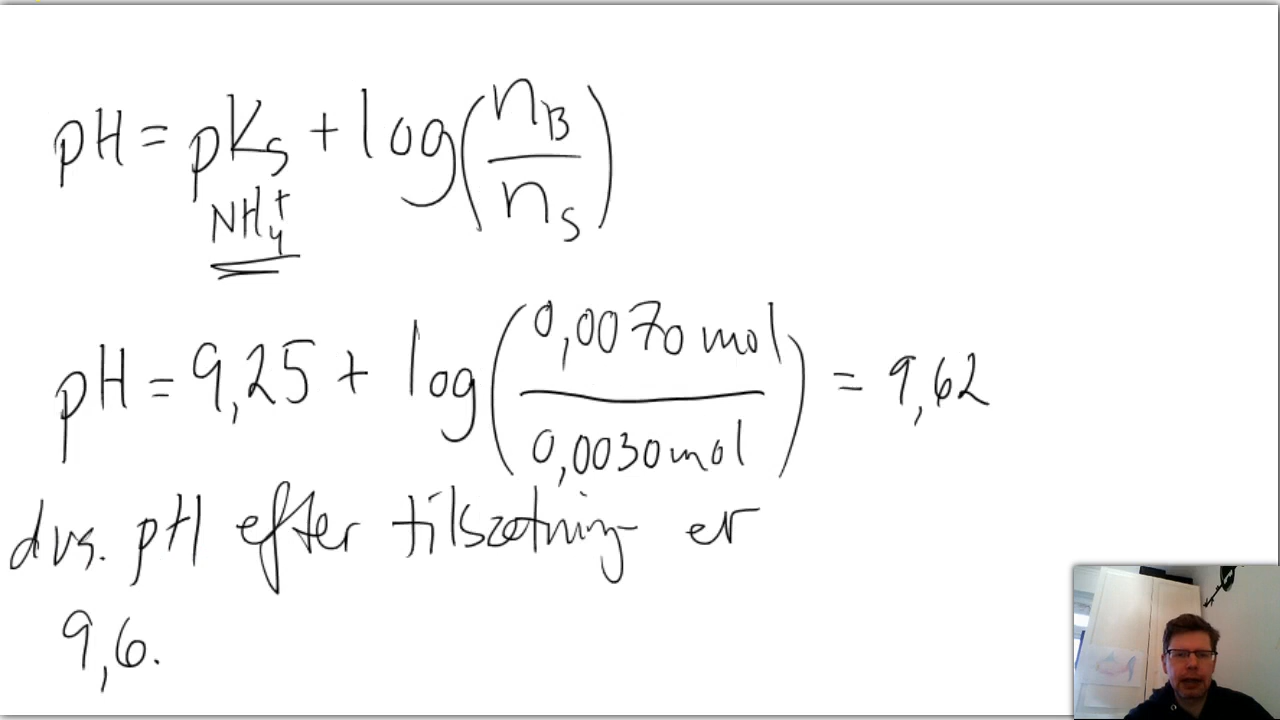 pH = pKs + log(nB/nS)
NH4+
pH = 9,25 + log(0,0070 mol/0,0030 mol) = 9,62
dvs. pH efter tilsætning er
9,6.